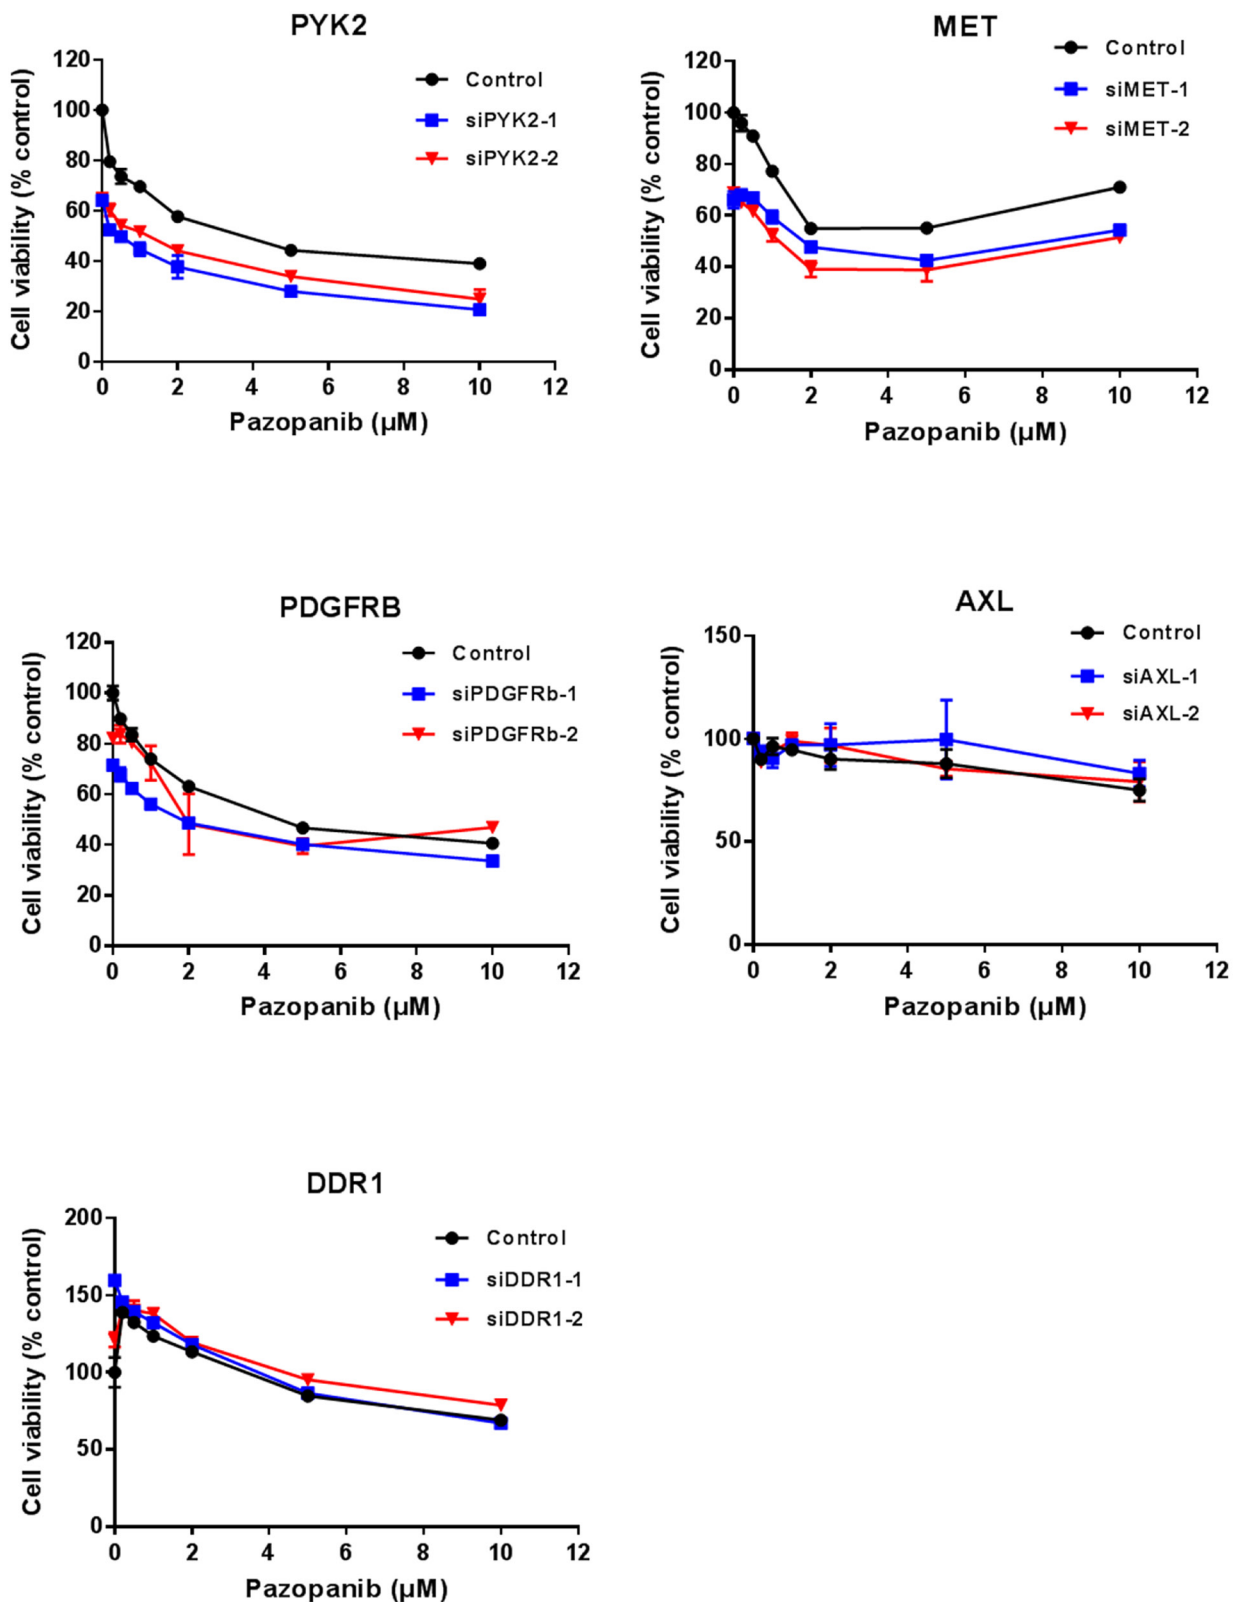 PYK2
Cell viability (% control)
120
100
80
60
40
20
0
0 2 4 6 8 10 12
Pazopanib (µM)
Control
siPYK2-1
siPYK2-2
MET
Cell viability (% control)
120
100
80
60
40
20
0
0 2 4 6 8 10 12
Pazopanib (µM)
Control
siMET-1
siMET-2
PDGFRB
Cell viability (% control)
120
100
80
60
40
20
0
0 2 4 6 8 10 12
Pazopanib (µM)
Control
siPDGFRb-1
siPDGFRb-2
AXL
Cell viability (% control)
150
100
50
0
0 2 4 6 8 10 12
Pazopanib (µM)
Control
siAXL-1
siAXL-2
DDR1
Cell viability (% control)
200
150
100
50
0
0 2 4 6 8 10 12
Pazopanib (µM)
Control
siDDR1-1
siDDR1-2